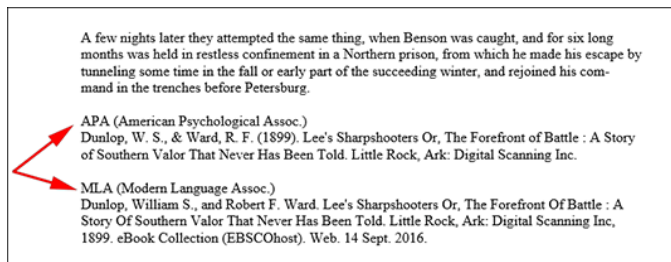 A few nights later they attempted the same thing, when Benson was caught, and for six long
months was held in restless confinement in a Northern prison, from which he made his escape by
tunneling some time in the fall or early part of the succeeding winter, and rejoined his com-
mand in the trenches before Petersburg.
APA (American Psychological Assoc.)
Dunlop, W. S., & Ward, R. F. (1899). Lee's Sharpshooters Or, The Forefront of Battle : A Story
of Southern Valor That Never Has Been Told. Little Rock, Ark: Digital Scanning Inc.
MLA (Modern Language Assoc.)
Dunlop, William S., and Robert F. Ward. Lee's Sharpshooters Or, The Forefront Of Battle : A
Story Of Southern Valor That Never Has Been Told. Little Rock, Ark: Digital Scanning Inc,
1899. eBook Collection (EBSCOhost). Web. 14 Sept. 2016.